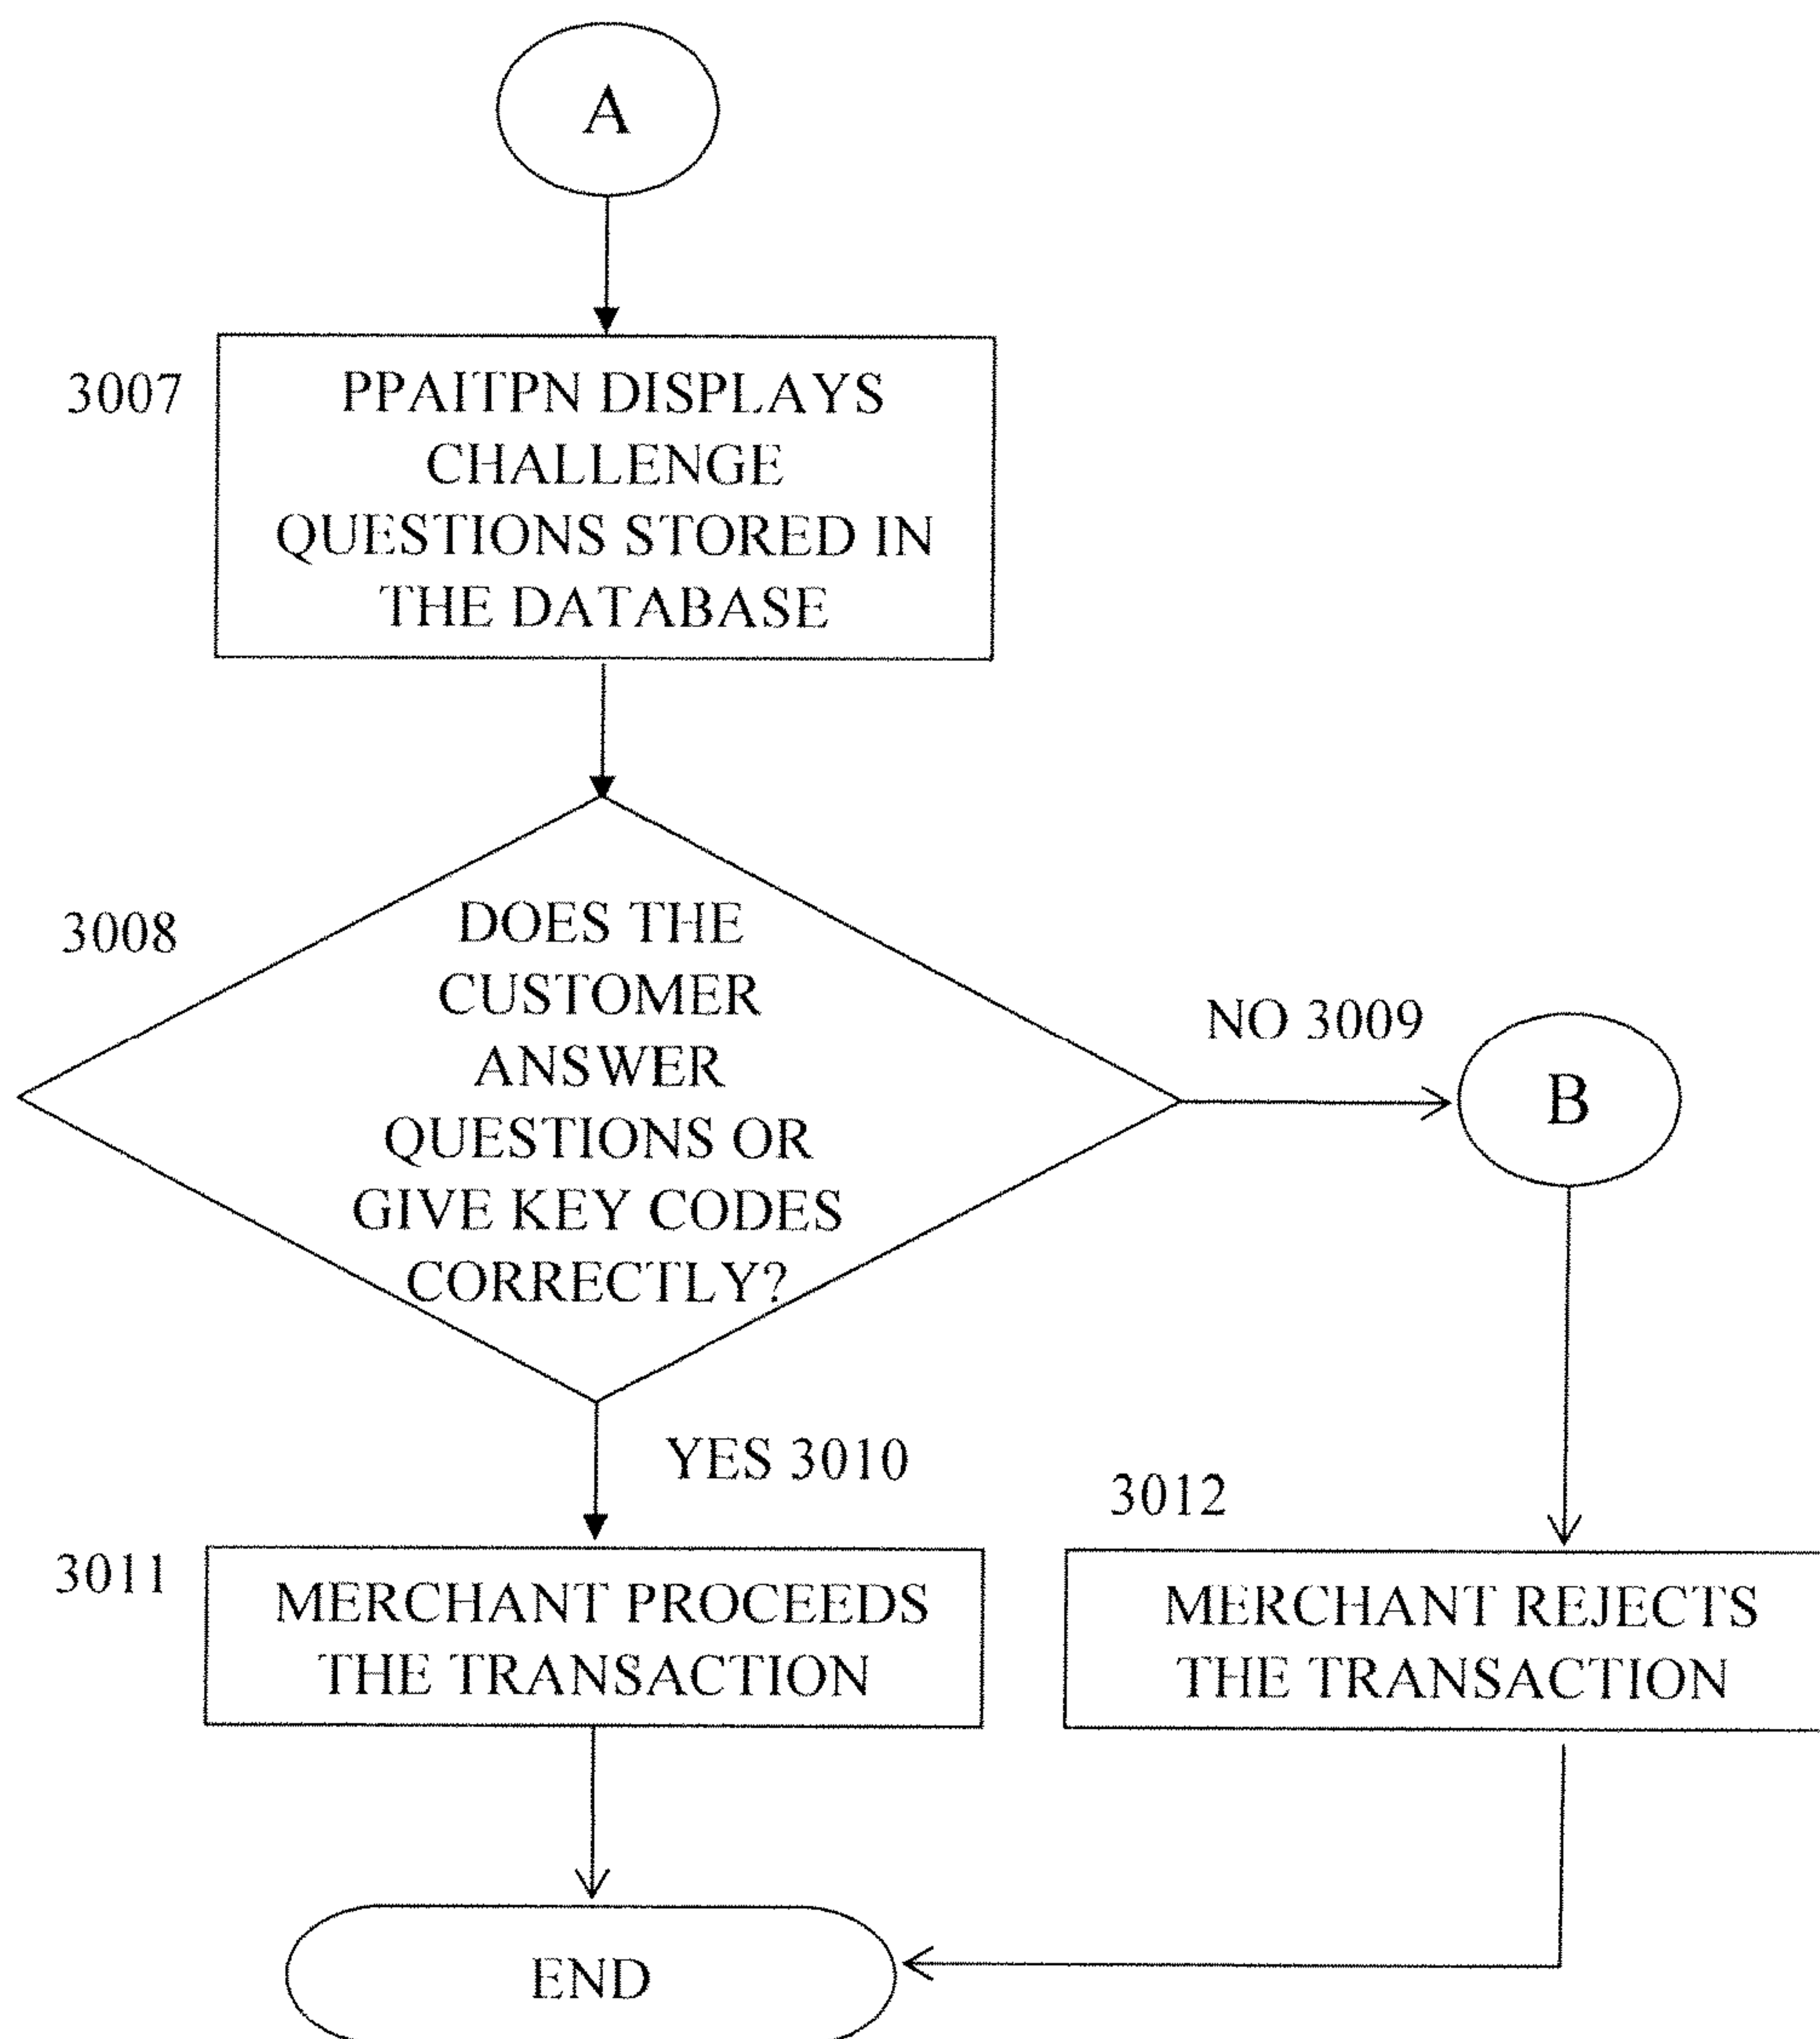 A
3007
PPAITPN DISPLAYS
CHALLENGE
QUESTIONS STORED IN
THE DATABASE
3008
DOES THE
CUSTOMER
ANSWER
QUESTIONS OR
GIVE KEY CODES
CORRECTLY?
NO 3009
B
YES 3010
3011
MERCHANT PROCEEDS
THE TRANSACTION
3012
MERCHANT REJECTS
THE TRANSACTION
END